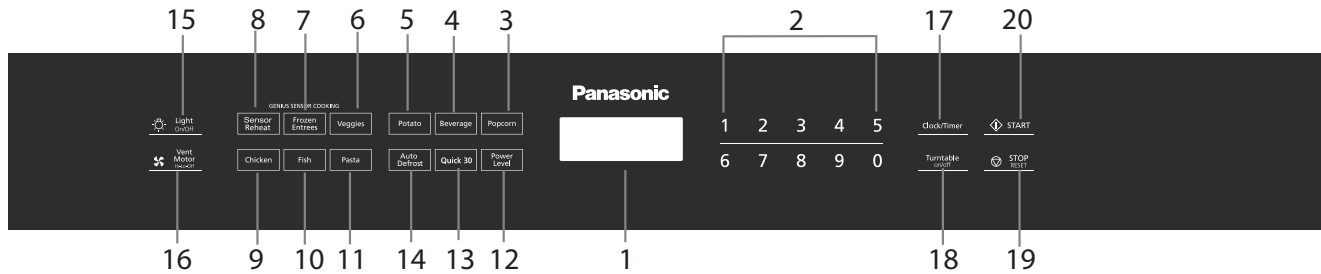 15 8 7 6 5 4 3 2 17 20
Panasonic
GENIUS SENSOR COOKING
Light
On/Off
Sensor
Reheat
Frozen
Entrees
Veggies
Potato
Beverage
Popcorn
1 2 3 4 5
Clock/Timer
START
Vent
Motor
Hi-Lo-Off
Chicken
Fish
Pasta
Auto
Defrost
Quick 30
Power
Level
6 7 8 9 0
Turntable
on/off
STOP
RESET
16 9 10 11 14 13 12 1 18 19